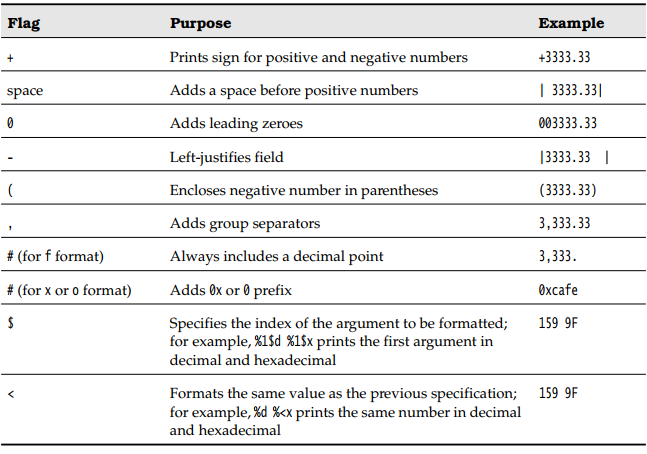 Flag Purpose Example
+ Prints sign for positive and negative numbers +3333.33
space Adds a space before positive numbers | 3333.33|
0 Adds leading zeroes 003333.33
- Left-justifies field |3333.33 |
( Encloses negative number in parentheses (3333.33)
, Adds group separators 3,333.33
# (for f format) Always includes a decimal point 3,333.
# (for x or o format) Adds 0x or 0 prefix 0xcafe
$ Specifies the index of the argument to be formatted; 159 9F
for example, %1$d %1$x prints the first argument in
decimal and hexadecimal
< Formats the same value as the previous specification; 159 9F
for example, %d %<x prints the same number in decimal
and hexadecimal